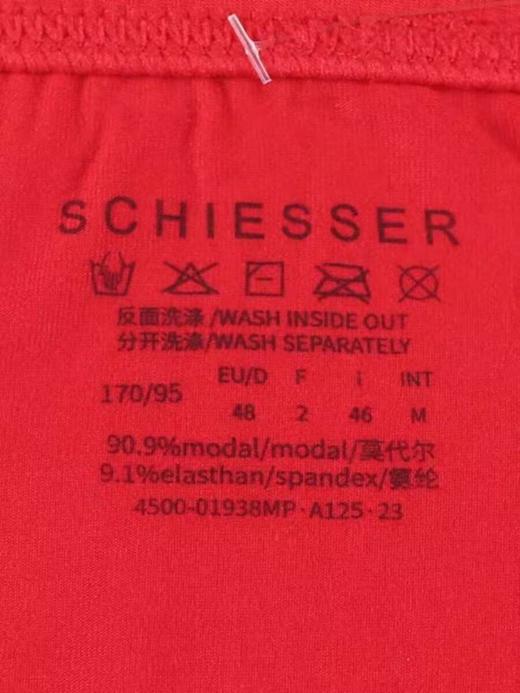 SCHIESSER
反面洗涤/WASH INSIDE OUT
分开洗涤/WASH SEPARATELY
170/95 EU/D F i INT
48 2 46 M
90.9%modal/modal/莫代尔
9.1%elasthan/spandex/氨纶
4500-01938MP·A125·23